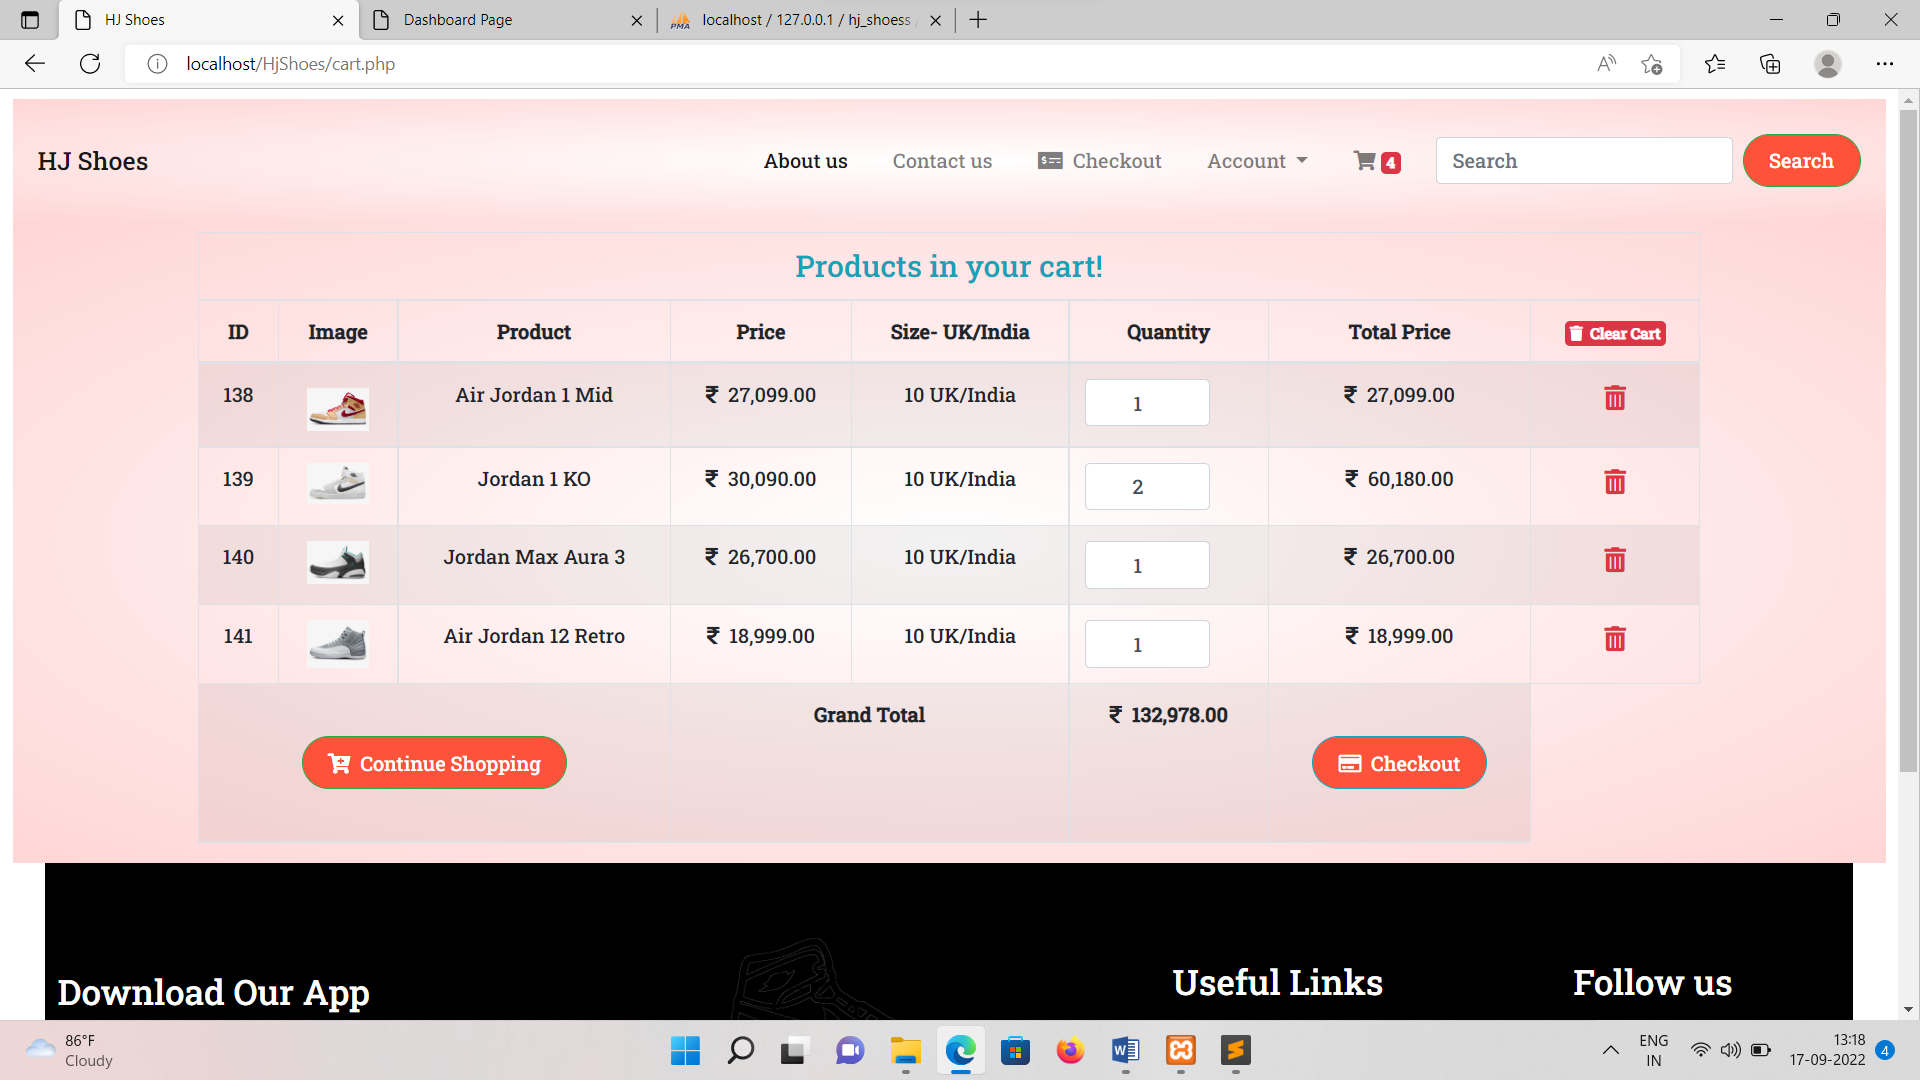 HJ Shoes
Dashboard Page
localhost / 127.0.0.1 / hj_shoess
localhost/HjShoes/cart.php
HJ Shoes
About us
Contact us
Checkout
Account
4
Search
Search
Products in your cart!
ID Image Product Price Size- UK/India Quantity Total Price Clear Cart
138 Air Jordan 1 Mid ₹ 27,099.00 10 UK/India 1 ₹ 27,099.00
139 Jordan 1 KO ₹ 30,090.00 10 UK/India 2 ₹ 60,180.00
140 Jordan Max Aura 3 ₹ 26,700.00 10 UK/India 1 ₹ 26,700.00
141 Air Jordan 12 Retro ₹ 18,999.00 10 UK/India 1 ₹ 18,999.00
Grand Total ₹ 132,978.00
Continue Shopping
Checkout
Download Our App
Useful Links
Follow us
86°F
Cloudy
ENG
IN
13:18
17-09-2022
4